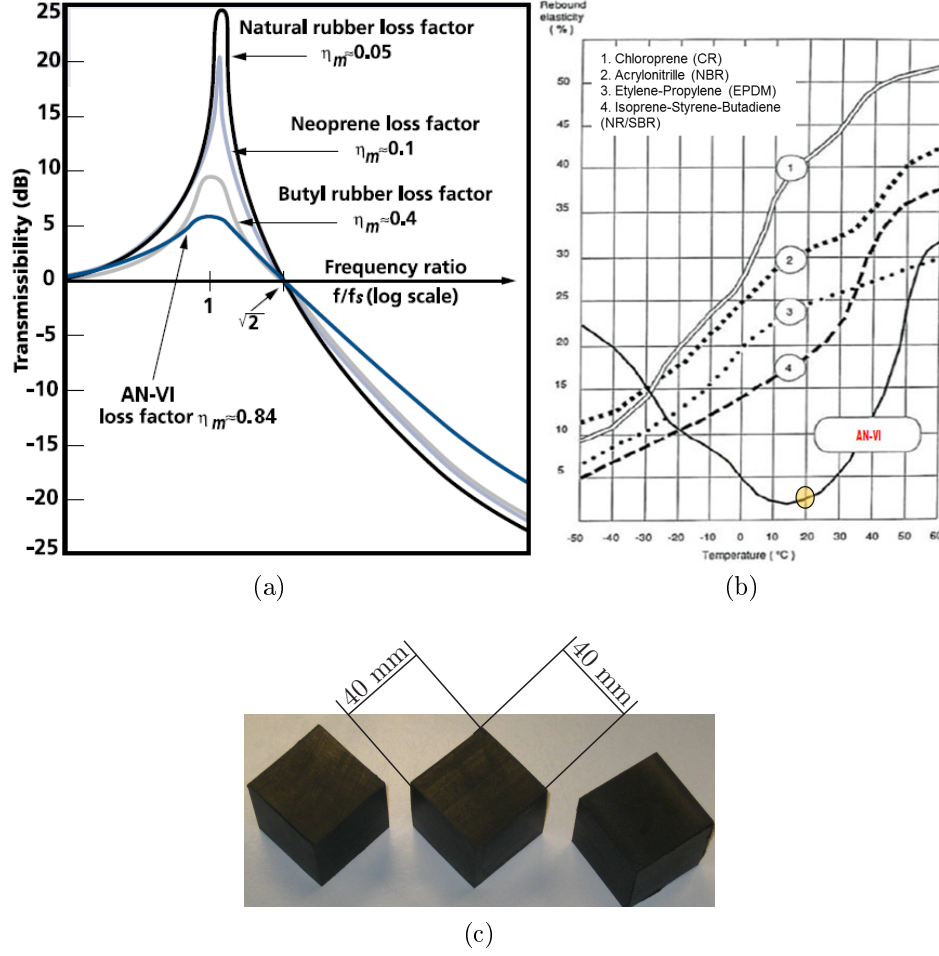 25
20
15
10
5
0
-5
-10
-15
-20
-25
Transmisibility (dB)
Natural rubber loss factor
ηm≈0.05
Neoprene loss factor
ηm≈0.1
Butyl rubber loss factor
ηm≈0.4
Frequency ratio
f/fs (log scale)
1
√2
AN-VI
loss factor ηm≈0.84
(a)
Rebound
elasticity
( % )
1. Chloroprene (CR)
2. Acrylonitrille (NBR)
3. Etylene-Propylene (EPDM)
4. Isoprene-Styrene-Butadiene
(NR/SBR)
50
45
40
35
30
25
20
15
10
5
1
2
3
4
AN-VI
-50 -40 -30 -20 -10 0 10 20 30 40 50 60
Temperature ( °C )
(b)
40 mm
40 mm
(c)